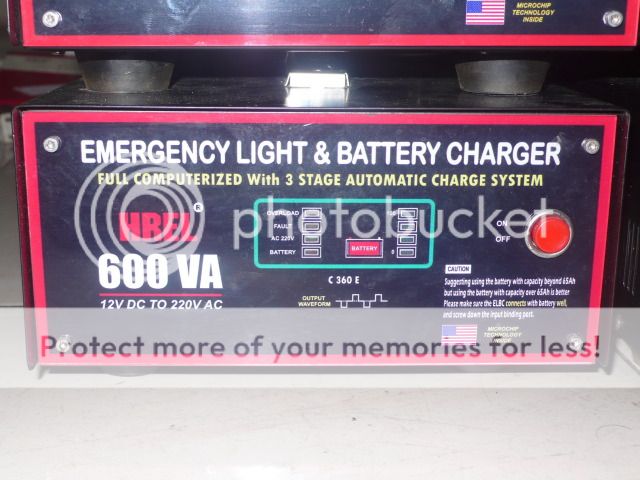 MICROCHIP
TECHNOLOGY
INSIDE
EMERGENCY LIGHT & BATTERY CHARGER
FULL COMPUTERIZED With 3 STAGE AUTOMATIC CHARGE SYSTEM
HBEL®
600 VA
12V DC TO 220V AC
OVERLOAD
FAULT
AC 220V
BATTERY
BATTERY
100
0
ON
OFF
C 360 E
OUTPUT
WAVEFORM
CAUTION
Suggesting using the battery with capacity beyond 65Ah
but using the battery with capacity over 65Ah is better
Please make sure the ELBC connects with battery well,
and screw down the input binding post.
MICROCHIP
TECHNOLOGY
INSIDE
photobucket
Protect more of your memories for less!